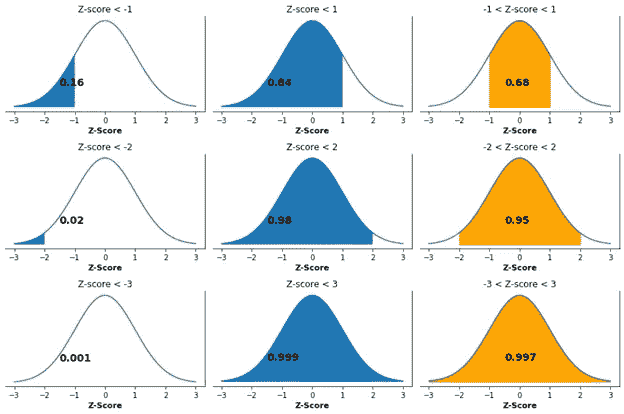 Z-score < -1
Z-score < 1
-1 < Z-score < 1
0.16
0.84
0.68
−3 −2 −1 0 1 2 3
−3 −2 −1 0 1 2 3
−3 −2 −1 0 1 2 3
Z-Score
Z-Score
Z-Score
Z-score < -2
Z-score < 2
-2 < Z-score < 2
0.02
0.98
0.95
−3 −2 −1 0 1 2 3
−3 −2 −1 0 1 2 3
−3 −2 −1 0 1 2 3
Z-Score
Z-Score
Z-Score
Z-score < -3
Z-score < 3
-3 < Z-score < 3
0.001
0.999
0.997
−3 −2 −1 0 1 2 3
−3 −2 −1 0 1 2 3
−3 −2 −1 0 1 2 3
Z-Score
Z-Score
Z-Score